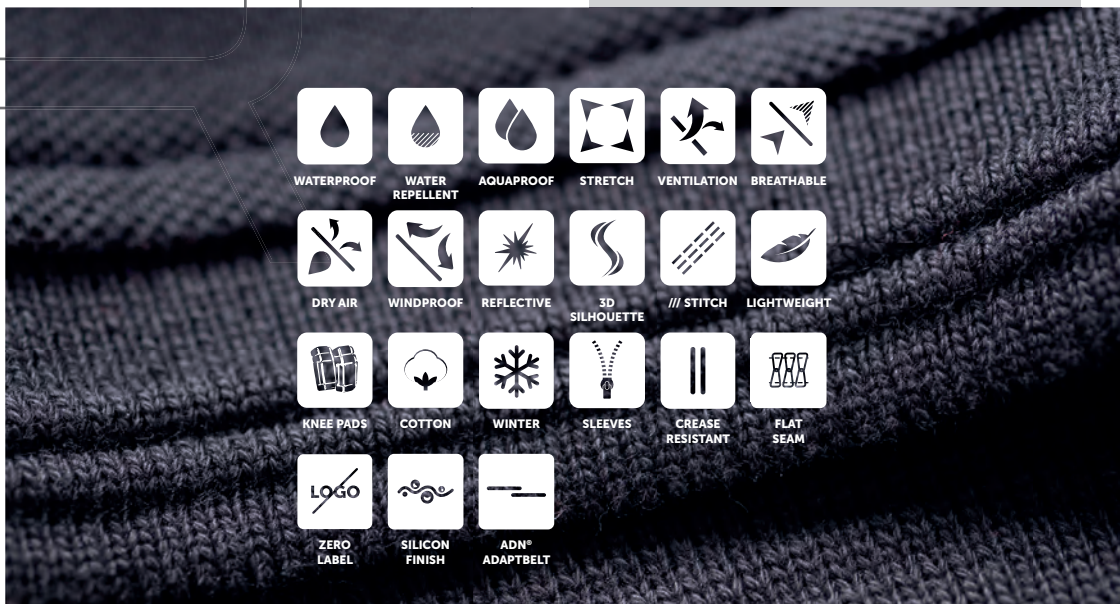 WATERPROOF
WATER
REPELLENT
AQUAPROOF
STRETCH
VENTILATION
BREATHABLE
DRY AIR
WINDPROOF
REFLECTIVE
3D
SILHOUETTE
/// STITCH
LIGHTWEIGHT
KNEE PADS
COTTON
WINTER
SLEEVES
CREASE
RESISTANT
FLAT
SEAM
LOGO
ZERO
LABEL
SILICON
FINISH
ADN®
ADAPTBELT